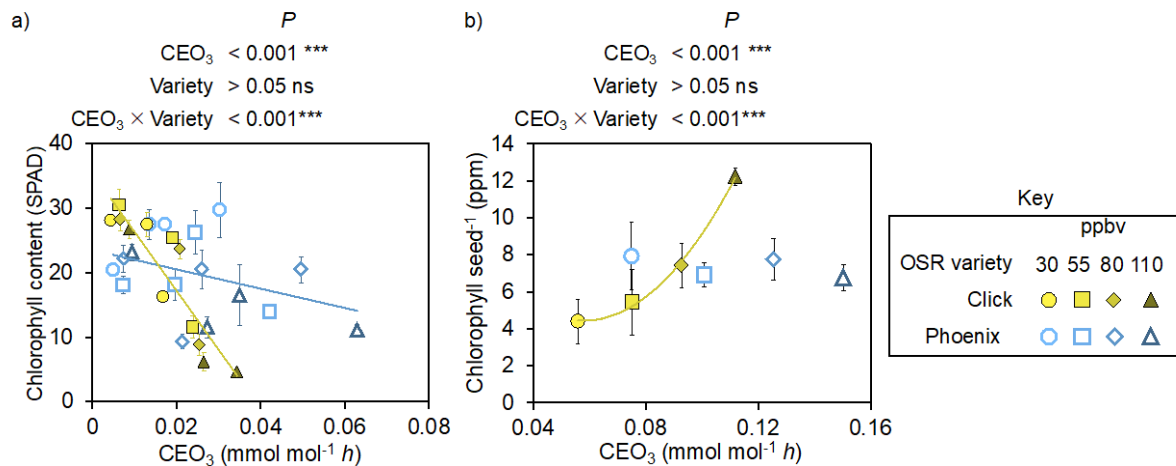 a)
P
CEO₃ < 0.001 ***
Variety > 0.05 ns
CEO₃ × Variety < 0.001***
40
30
20
10
0
Chlorophyll content (SPAD)
0 0.02 0.04 0.06 0.08
CEO₃ (mmol mol⁻¹ h)
b)
P
CEO₃ < 0.001 ***
Variety > 0.05 ns
CEO₃ × Variety < 0.001***
14
12
10
8
6
4
2
0
Chlorophyll seed⁻¹ (ppm)
0.04 0.08 0.12 0.16
CEO₃ (mmol mol⁻¹ h)
Key
ppbv
OSR variety 30 55 80 110
Click
Phoenix